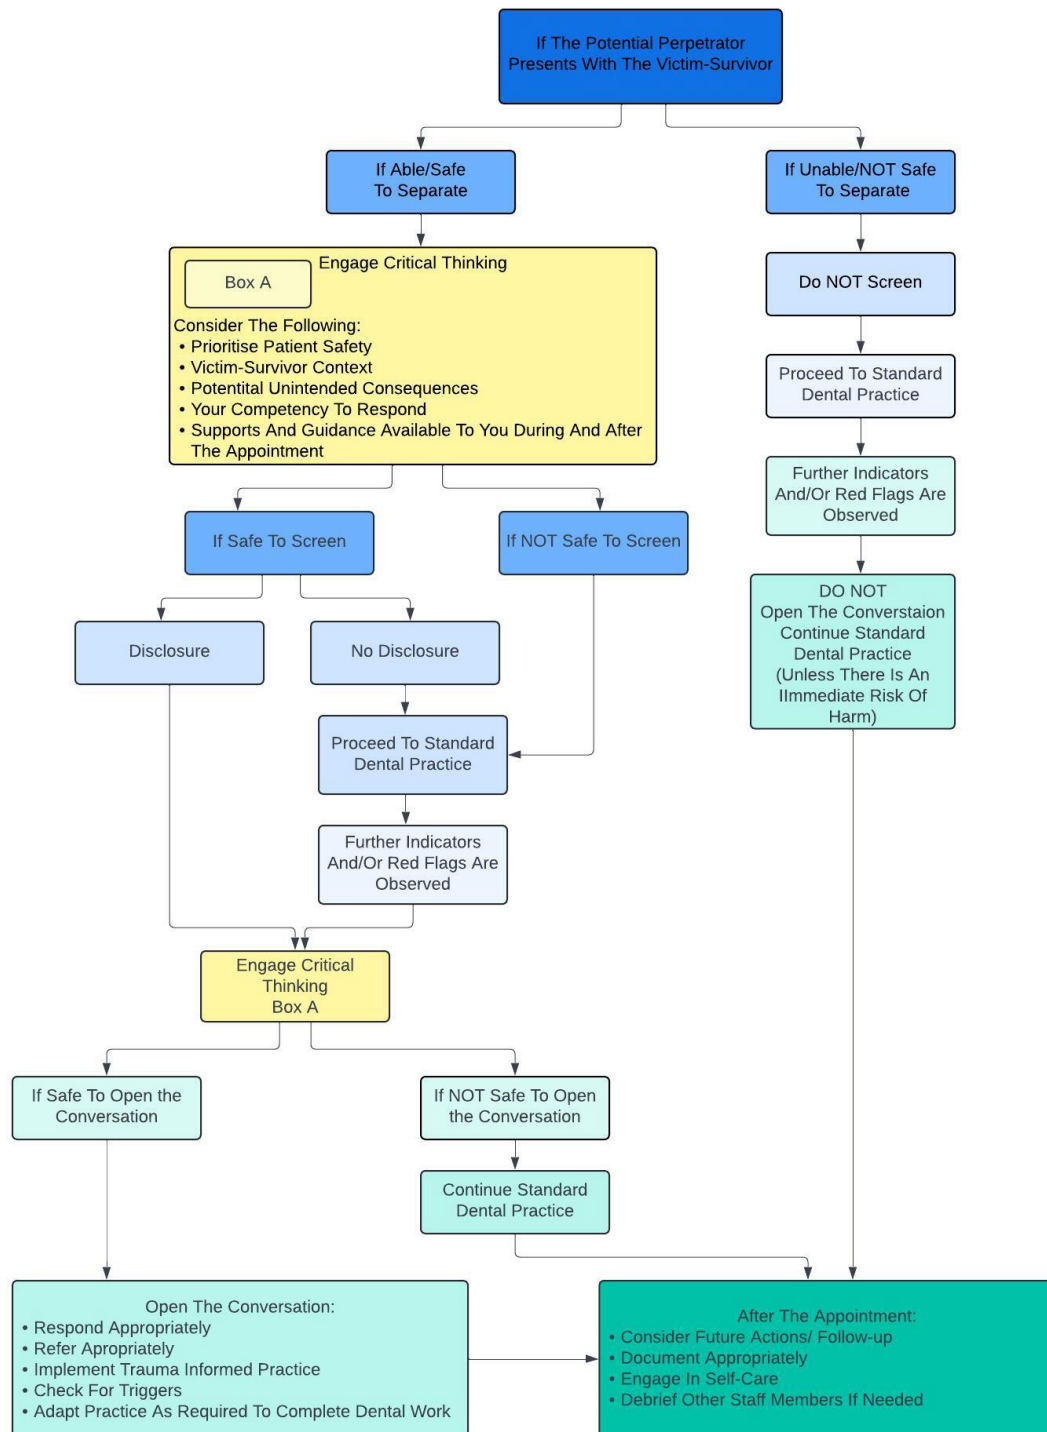 If The Potential Perpetrator
Presents With The Victim-Survivor
If Able/Safe
To Separate
If Unable/NOT Safe
To Separate
Engage Critical Thinking
Box A
Consider The Following:
• Prioritise Patient Safety
• Victim-Survivor Context
• Potentital Unintended Consequences
• Your Competency To Respond
• Supports And Guidance Available To You During And After
The Appointment
Do NOT Screen
Proceed To Standard
Dental Practice
Further Indicators
And/Or Red Flags Are
Observed
If Safe To Screen
If NOT Safe To Screen
DO NOT
Open The Converstaion
Continue Standard
Dental Practice
(Unless There Is An
IImmediate Risk Of
Harm)
Disclosure
No Disclosure
Proceed To Standard
Dental Practice
Further Indicators
And/Or Red Flags Are
Observed
Engage Critical
Thinking
Box A
If Safe To Open the
Conversation
If NOT Safe To Open
the Conversation
Continue Standard
Dental Practice
Open The Conversation:
• Respond Appropriately
• Refer Apropriately
• Implement Trauma Informed Practice
• Check For Triggers
• Adapt Practice As Required To Complete Dental Work
After The Appointment:
• Consider Future Actions/ Follow-up
• Document Appropriately
• Engage In Self-Care
• Debrief Other Staff Members If Needed